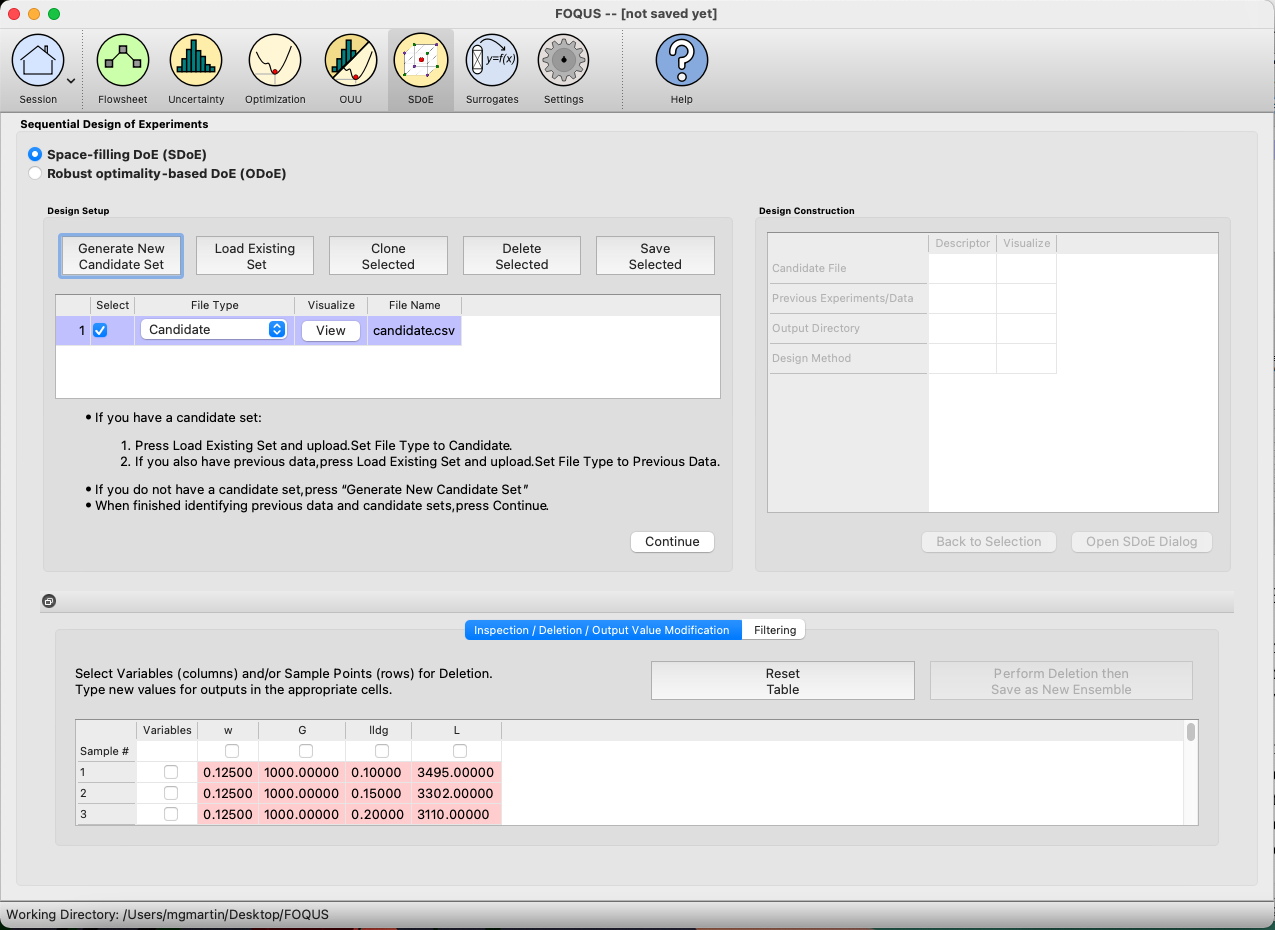 FOQUS -- [not saved yet]
Session
Flowsheet
Uncertainty
Optimization
OUU
SDoE
y=f(x)
Surrogates
Settings
?
Help
Sequential Design of Experiments
Space-filling DoE (SDoE)
Robust optimality-based DoE (ODoE)
Design Setup
Generate New
Candidate Set
Load Existing
Set
Clone
Selected
Delete
Selected
Save
Selected
Select File Type Visualize File Name
1 Candidate View candidate.csv
• If you have a candidate set:
1. Press Load Existing Set and upload.Set File Type to Candidate.
2. If you also have previous data,press Load Existing Set and upload.Set File Type to Previous Data.
• If you do not have a candidate set,press “Generate New Candidate Set”
• When finished identifying previous data and candidate sets,press Continue.
Continue
Design Construction
Descriptor Visualize
Candidate File
Previous Experiments/Data
Output Directory
Design Method
Back to Selection
Open SDoE Dialog
Inspection / Deletion / Output Value Modification
Filtering
Select Variables (columns) and/or Sample Points (rows) for Deletion.
Type new values for outputs in the appropriate cells.
Reset
Table
Perform Deletion then
Save as New Ensemble
Variables w G lldg L
Sample #
1 0.12500 1000.00000 0.10000 3495.00000
2 0.12500 1000.00000 0.15000 3302.00000
3 0.12500 1000.00000 0.20000 3110.00000
Working Directory: /Users/mgmartin/Desktop/FOQUS